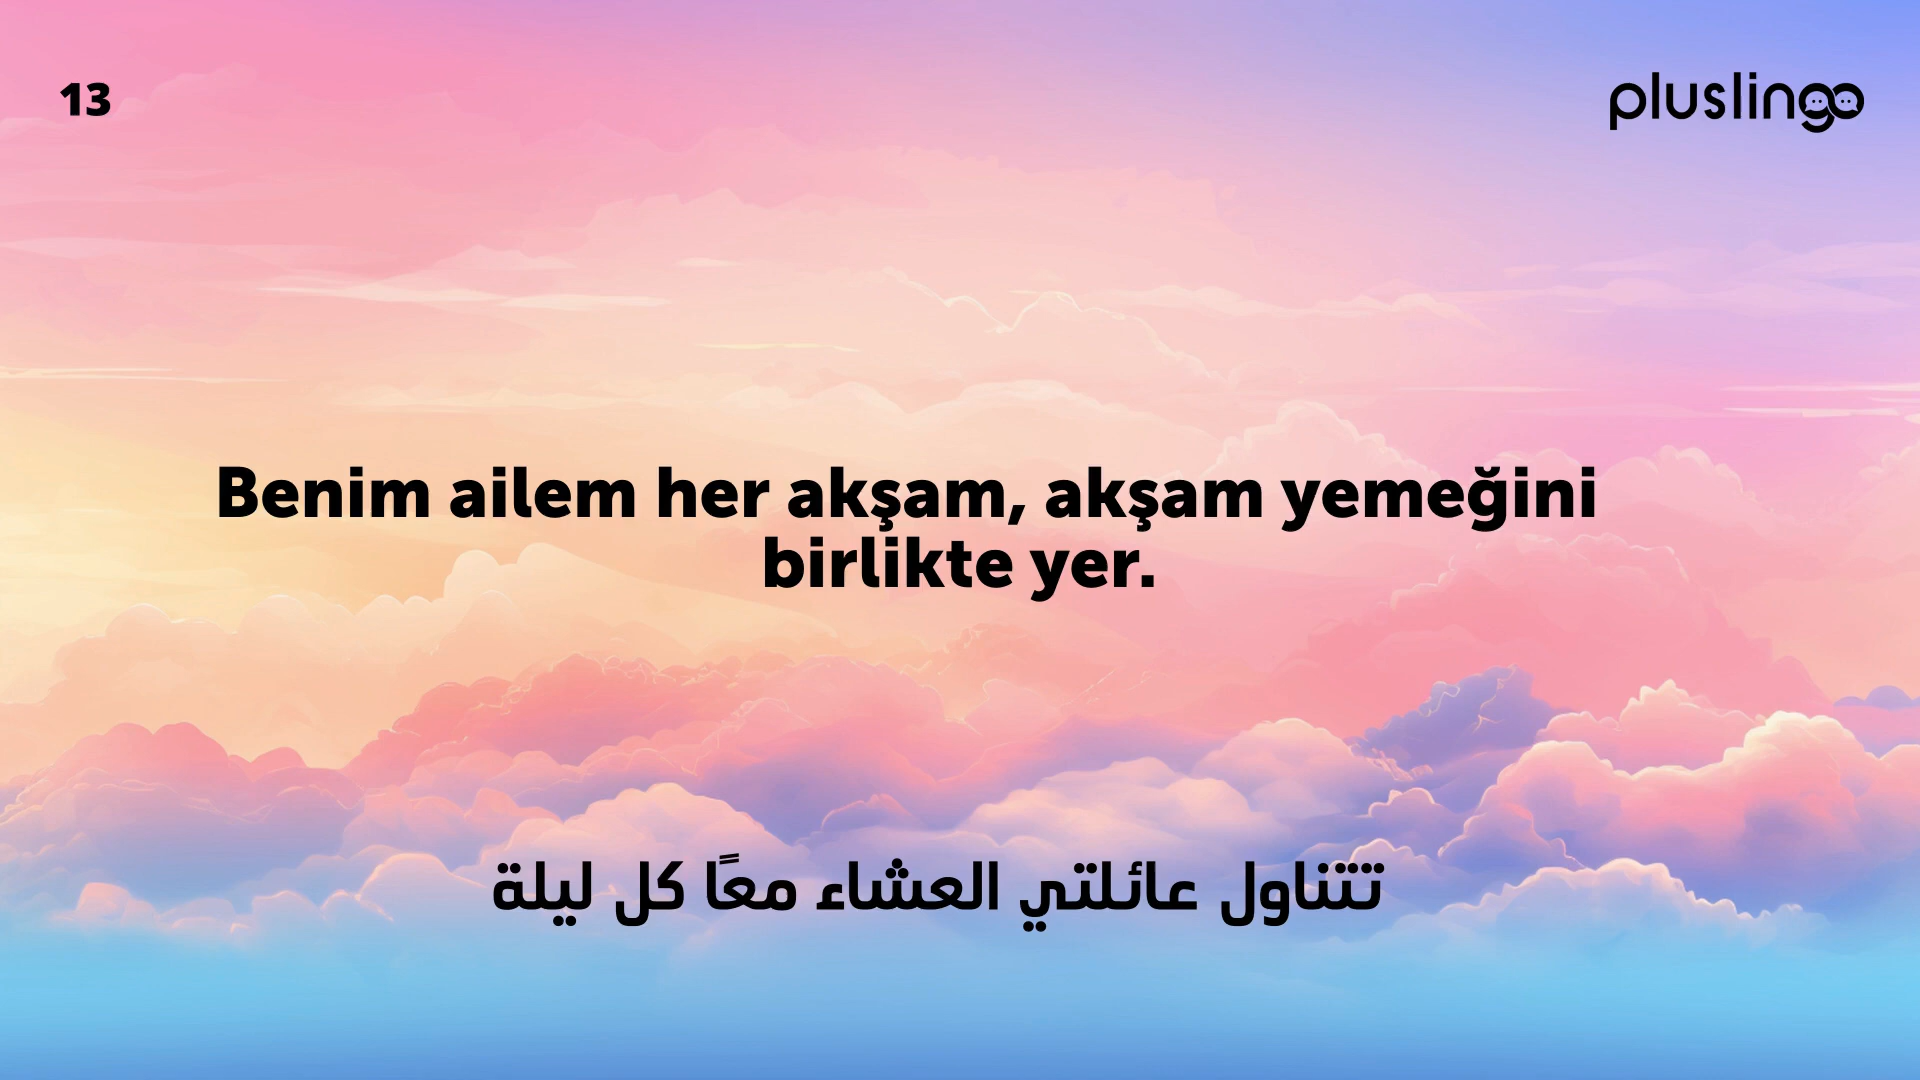 13
pluslingo
Benim ailem her akşam, akşam yemeğini
birlikte yer.
تتناول عائلتي العشاء معًا كل ليلة